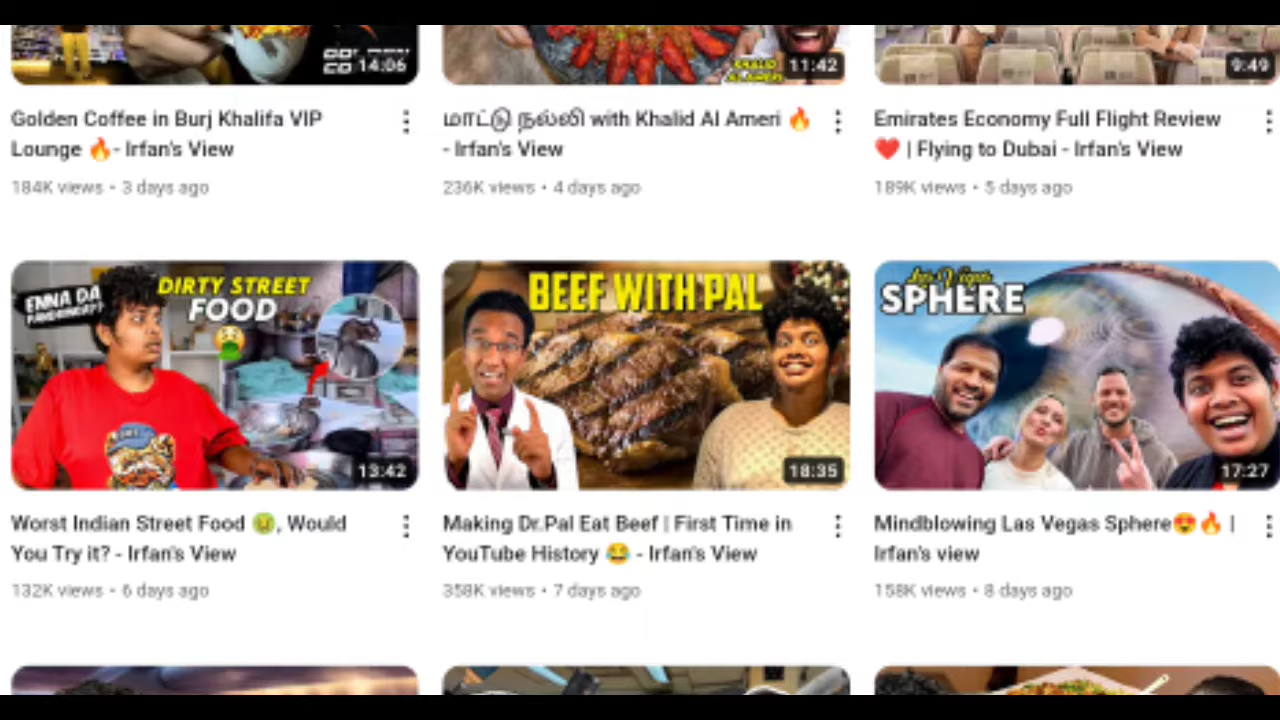 14:06
11:42
9:49
Golden Coffee in Burj Khalifa VIP
Lounge 🔥- Irfan's View
184K views • 3 days ago
மாட்டு நல்லி with Khalid Al Ameri 🔥
- Irfan's View
236K views • 4 days ago
Emirates Economy Full Flight Review
❤️ | Flying to Dubai - Irfan's View
189K views • 5 days ago
ENNA DA
DIRTY STREET
FOOD
13:42
BEEF WITH PAL
18:35
SPHERE
17:27
Worst Indian Street Food 🤢, Would
You Try it? - Irfan's View
132K views • 6 days ago
Making Dr.Pal Eat Beef | First Time in
YouTube History 😂 - Irfan's View
358K views • 7 days ago
Mindblowing Las Vegas Sphere😍🔥 |
Irfan's view
158K views • 8 days ago